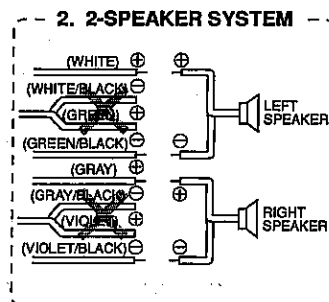 2. 2-SPEAKER SYSTEM
(WHITE)
(WHITE/BLACK)
(GREEN)
(GREEN/BLACK)
LEFT
SPEAKER
(GRAY)
(GRAY/BLACK)
(VIOLET)
(VIOLET/BLACK)
RIGHT
SPEAKER